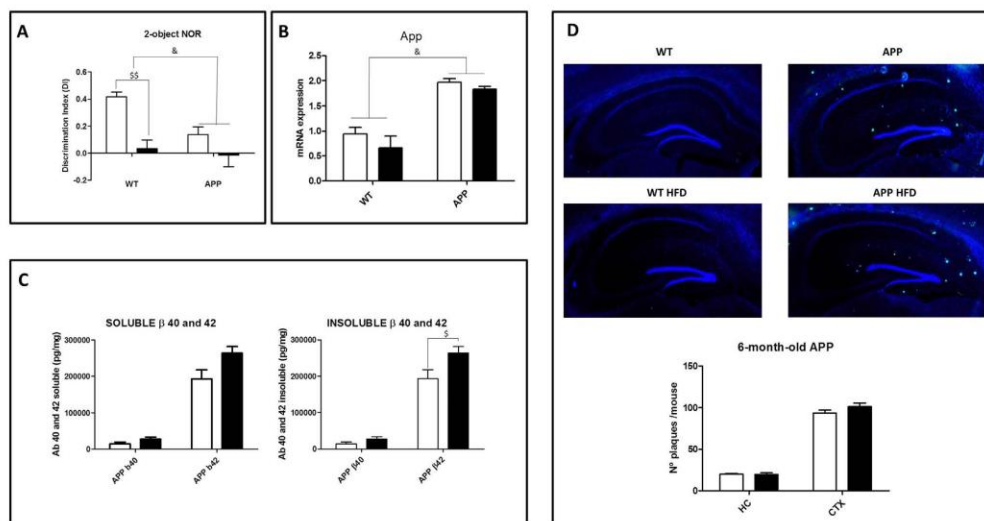 A
2-object NOR
&
$$
Discrimination Index (DI)
0.6
0.4
0.2
0.0
-0.2
WT
APP
B
App
&
mRNA expression
2.5
2.0
1.5
1.0
0.5
0.0
WT
APP
C
SOLUBLE β 40 and 42
Ab 40 and 42 soluble (pg/mg)
300000
200000
100000
0
APP b40
APP b42
INSOLUBLE β 40 and 42
$
Ab 40 and 42 insoluble (pg/mg)
300000
200000
100000
0
APP β40
APP β42
D
WT
APP
WT HFD
APP HFD
6-month-old APP
Nº plaques /mouse
150
100
50
0
HC
CTX